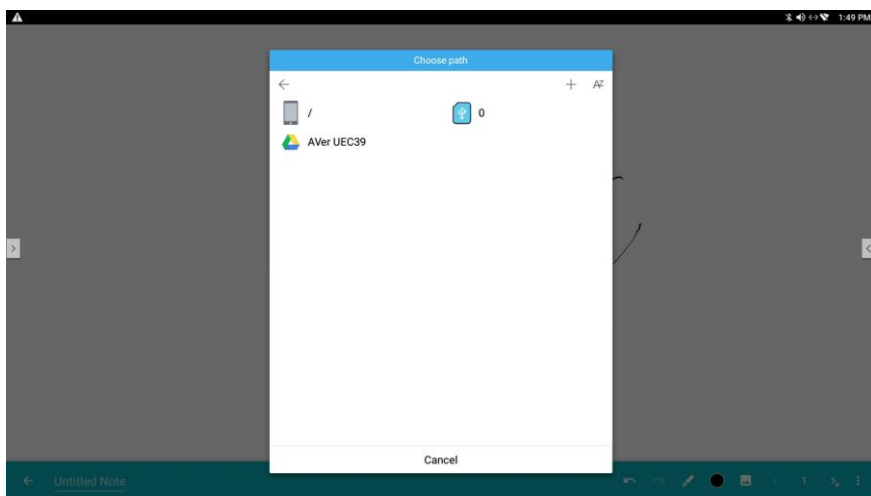 1:49 PM
Choose path
/
0
AVer UEC39
Cancel
Untitled Note
1